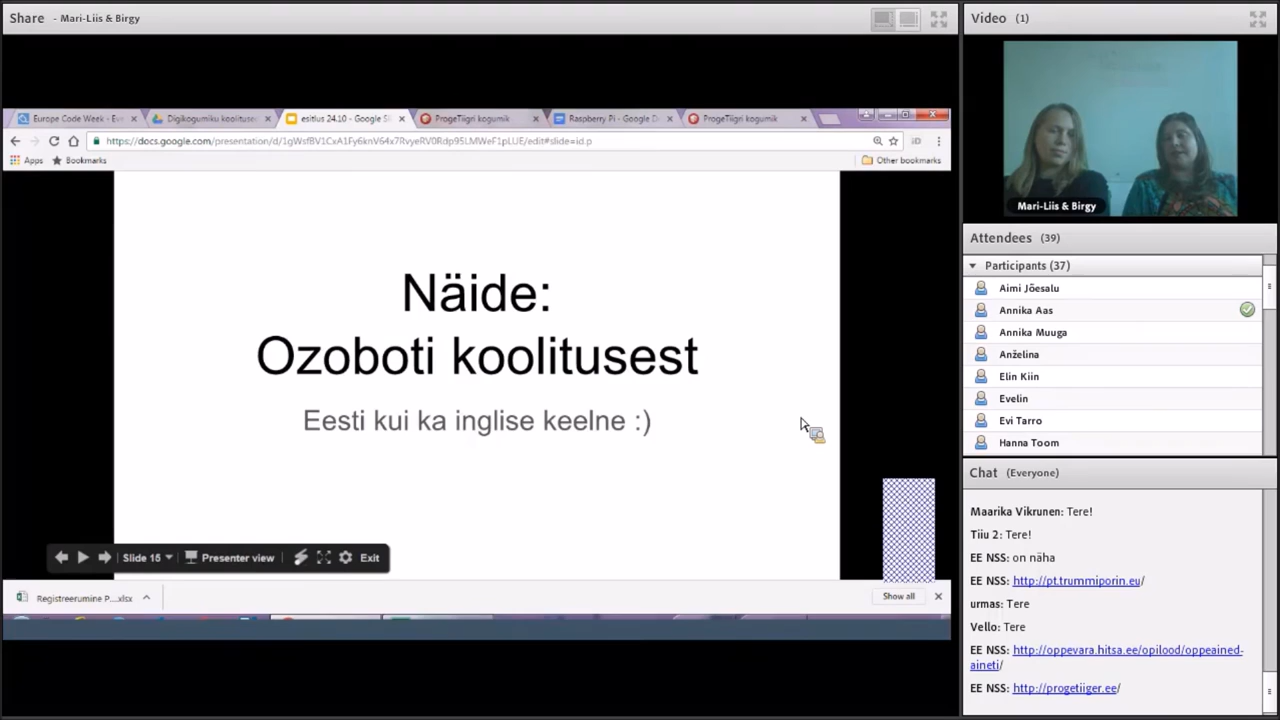 Share - Mari-Liis & Birgy
Europe Code Week - Eve
Digikogumiku koolituse
esitlus 24.10 - Google Sl
ProgeTiigri kogumik
Raspberry Pi - Google D
ProgeTiigri kogumik
Apps
Bookmarks
Other bookmarks
Näide:
Ozoboti koolitusest
Eesti kui ka inglise keelne :)
Slide 15
Presenter view
Exit
Registreerumine P....xlsx
Show all
Video (1)
Mari-Liis & Birgy
Attendees (39)
Participants (37)
Aimi Jõesalu
Annika Aas
Annika Muuga
Anželina
Elin Kiin
Evelin
Evi Tarro
Hanna Toom
Chat (Everyone)
Maarika Vikrunen: Tere!
Tiiu 2: Tere!
EE NSS: on näha
EE NSS: http://pt.trummiporin.eu/
urmas: Tere
Vello: Tere
EE NSS: http://oppevara.hitsa.ee/opilood/oppeained-
aineti/
EE NSS: http://progetiiger.ee/